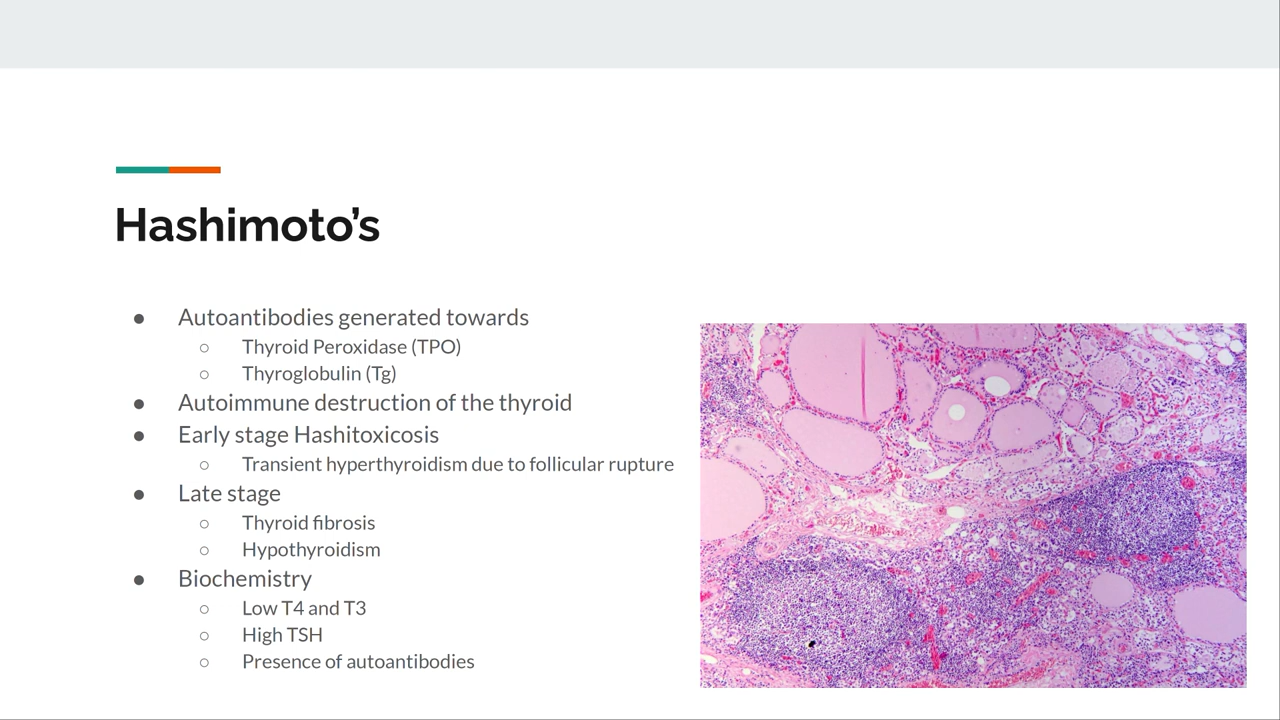 Hashimoto’s
● Autoantibodies generated towards
○ Thyroid Peroxidase (TPO)
○ Thyroglobulin (Tg)
● Autoimmune destruction of the thyroid
● Early stage Hashitoxicosis
○ Transient hyperthyroidism due to follicular rupture
● Late stage
○ Thyroid fibrosis
○ Hypothyroidism
● Biochemistry
○ Low T4 and T3
○ High TSH
○ Presence of autoantibodies